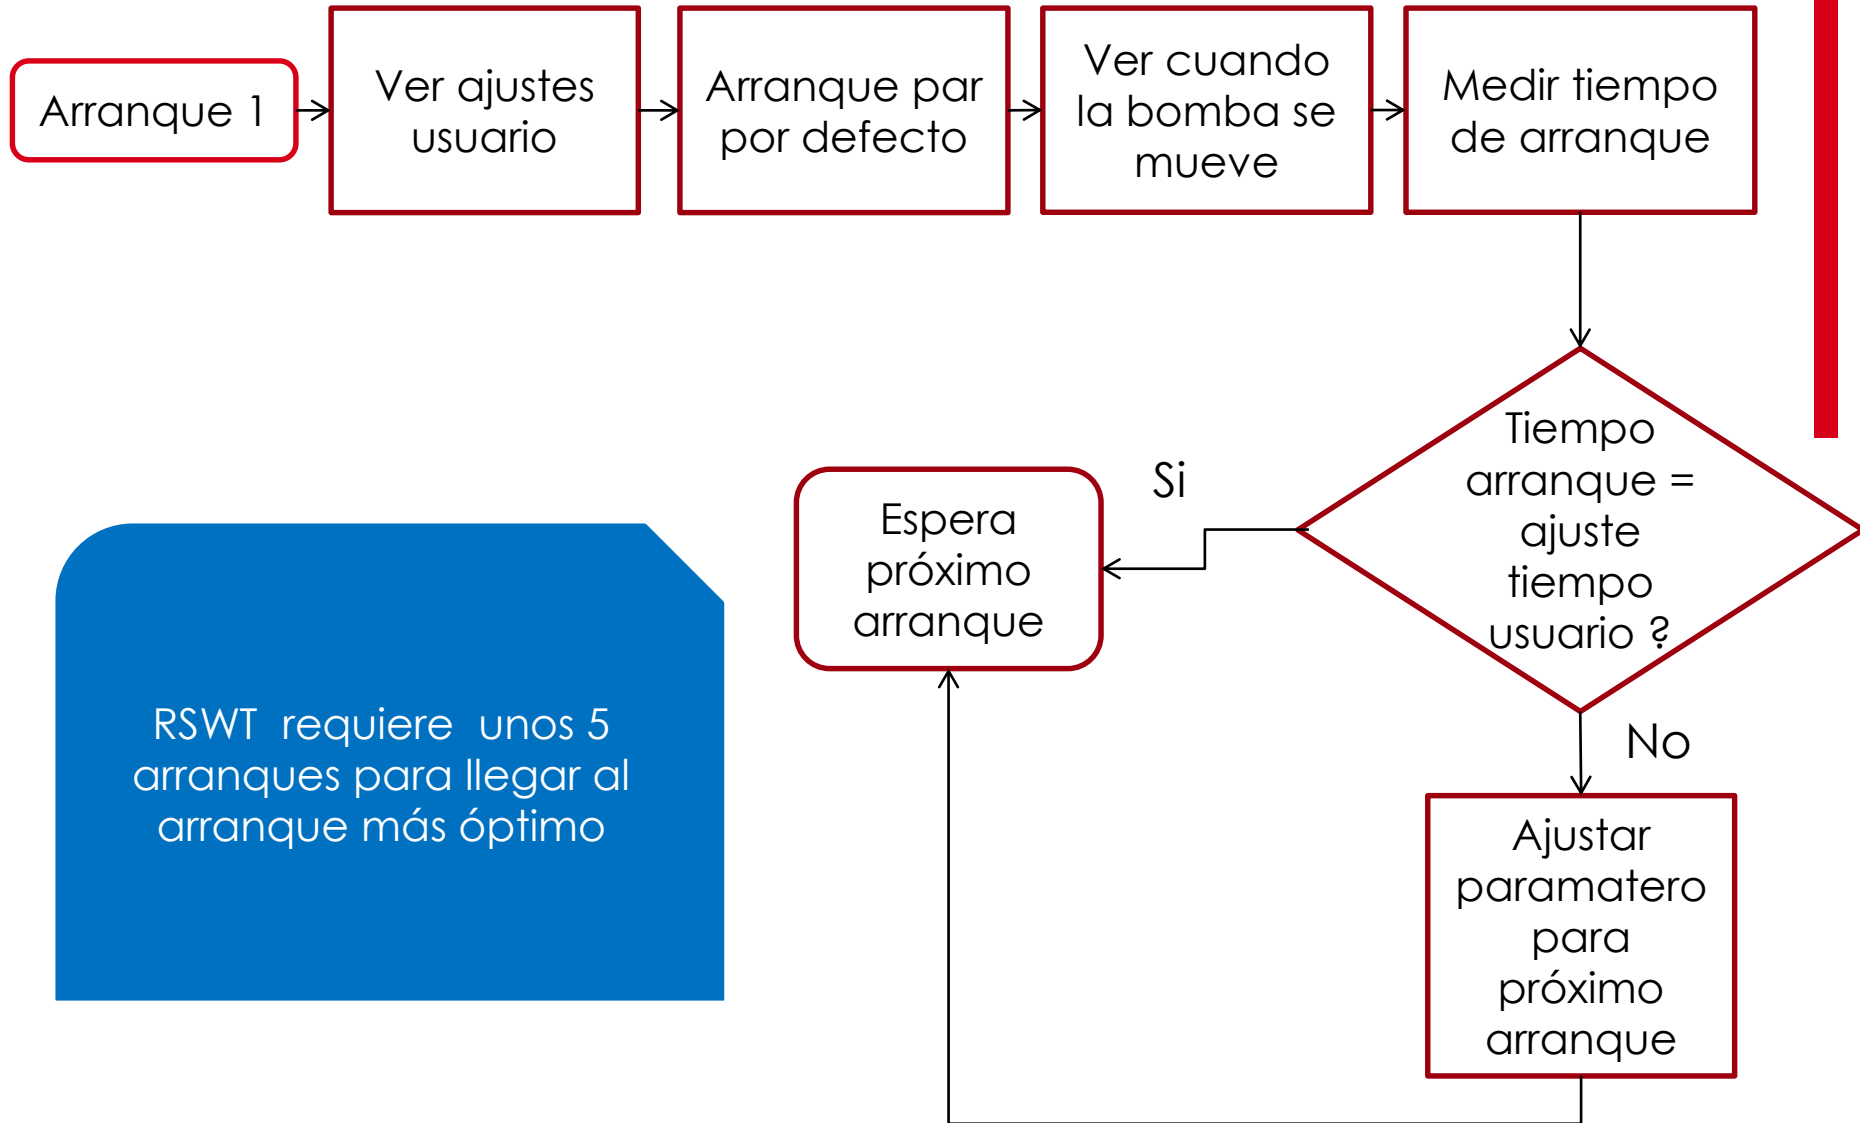 Arranque 1
Ver ajustes
usuario
Arranque par
por defecto
Ver cuando
la bomba se
mueve
Medir tiempo
de arranque
Tiempo
arranque =
ajuste
tiempo
usuario ?
Si
Espera
próximo
arranque
No
Ajustar
paramatero
para
próximo
arranque
RSWT requiere unos 5
arranques para llegar al
arranque más óptimo